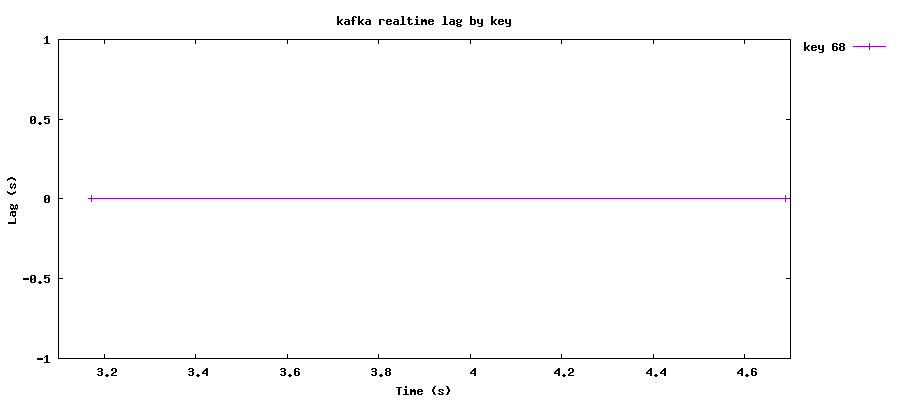 kafka realtime lag by key
key 68
1
0.5
0
-0.5
-1
Lag (s)
3.2 3.4 3.6 3.8 4 4.2 4.4 4.6
Time (s)